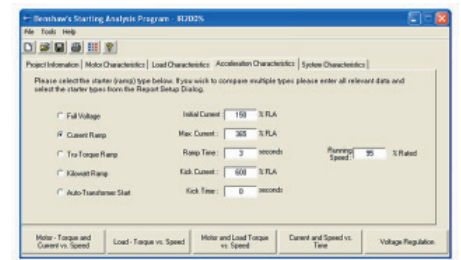 Benshaw's Starting Analysis Program - IR200%
File Tools Help
Project Information Motor Characteristics Load Characteristics Acceleration Characteristics System Characteristics
Please select the starter (ramp) type below. If you wish to compare multiple types please enter all relevant data and
select the starter types from the Report Setup Dialog.
Full Voltage Initial Current 150 % FLA
Current Ramp Max. Current : 365 % FLA
Tru-Torque Ramp Ramp Time : 3 seconds Running Speed : 95 % Rated
Kilowatt Ramp Kick Current : 600 % FLA
Auto-Transformer Start Kick Time : 0 seconds
Motor - Torque and Current vs. Speed
Load - Torque vs. Speed
Motor and Load Torque vs. Speed
Current and Speed vs. Time
Voltage Regulation